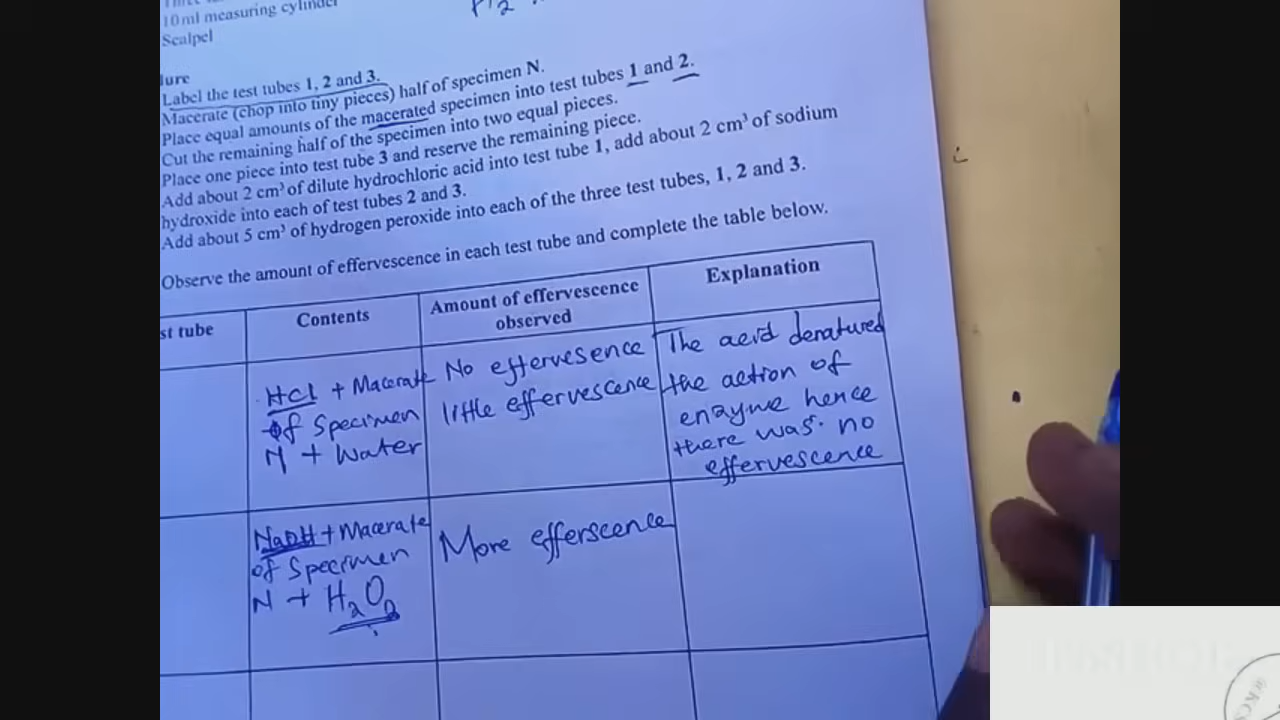 10ml measuring cylinder
Scalpel
Label the test tubes 1, 2 and 3.
Macerate (chop into tiny pieces) half of specimen N.
Place equal amounts of the macerated specimen into test tubes 1 and 2.
Cut the remaining half of the specimen into two equal pieces.
Place one piece into test tube 3 and reserve the remaining piece.
Add about 2 cm³ of dilute hydrochloric acid into test tube 1, add about 2 cm³ of sodium
hydroxide into each of test tubes 2 and 3.
Add about 5 cm³ of hydrogen peroxide into each of the three test tubes, 1, 2 and 3.
Observe the amount of effervescence in each test tube and complete the table below.
st tube
Contents
Amount of effervescence
observed
Explanation
HCl + Macerate
of Specimen
N + Water
No effervesence
little effervescence
The acid denatured
the action of
enzyme hence
there was no
effervescence
NaOH + Macerate
of Specimen
N + H₂O₂
More efferscence